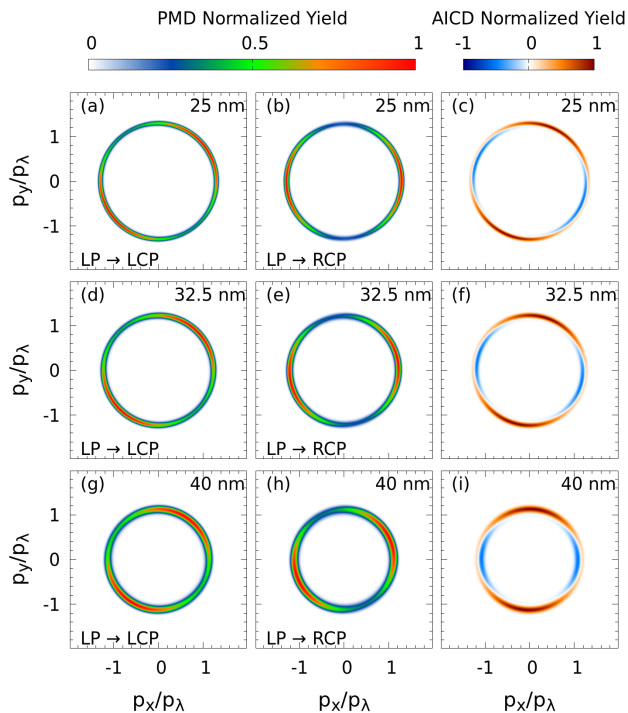 PMD Normalized Yield AICD Normalized Yield
0 0.5 1 -1 0 1
(a) 25 nm (b) 25 nm (c) 25 nm
1
0
-1
p_y/p_λ
LP → LCP LP → RCP
(d) 32.5 nm (e) 32.5 nm (f) 32.5 nm
1
0
-1
p_y/p_λ
LP → LCP LP → RCP
(g) 40 nm (h) 40 nm (i) 40 nm
1
0
-1
p_y/p_λ
LP → LCP LP → RCP
-1 0 1 -1 0 1 -1 0 1
p_x/p_λ p_x/p_λ p_x/p_λ